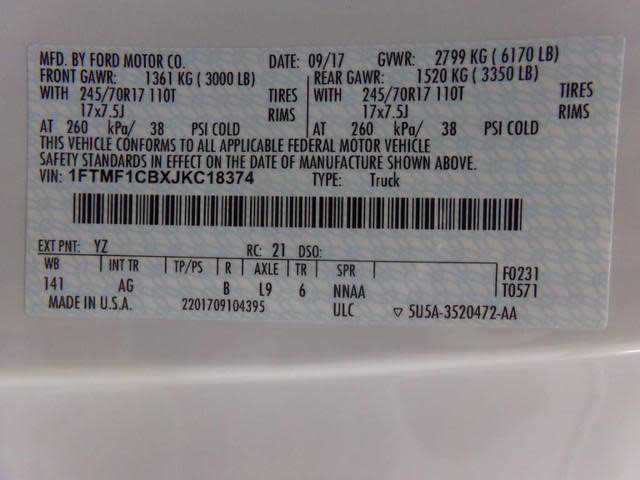 MFD. BY FORD MOTOR CO. DATE: 09/17 GVWR: 2799 KG (6170 LB)
FRONT GAWR: 1361 KG (3000 LB) REAR GAWR: 1520 KG (3350 LB)
WITH 245/70R17 110T TIRES WITH 245/70R17 110T TIRES
17x7.5J RIMS 17x7.5J RIMS
AT 260 kPa/ 38 PSI COLD AT 260 kPa/ 38 PSI COLD
THIS VEHICLE CONFORMS TO ALL APPLICABLE FEDERAL MOTOR VEHICLE
SAFETY STANDARDS IN EFFECT ON THE DATE OF MANUFACTURE SHOWN ABOVE.
VIN: 1FTMF1CBXJKC18374 TYPE: Truck
EXT PNT: YZ RC: 21 DSO:
WB INT TR TP/PS R AXLE TR SPR F0231
141 AG B L9 6 NNAA T0571
MADE IN U.S.A. 2201709104395 ULC ▽ 5U5A-3520472-AA